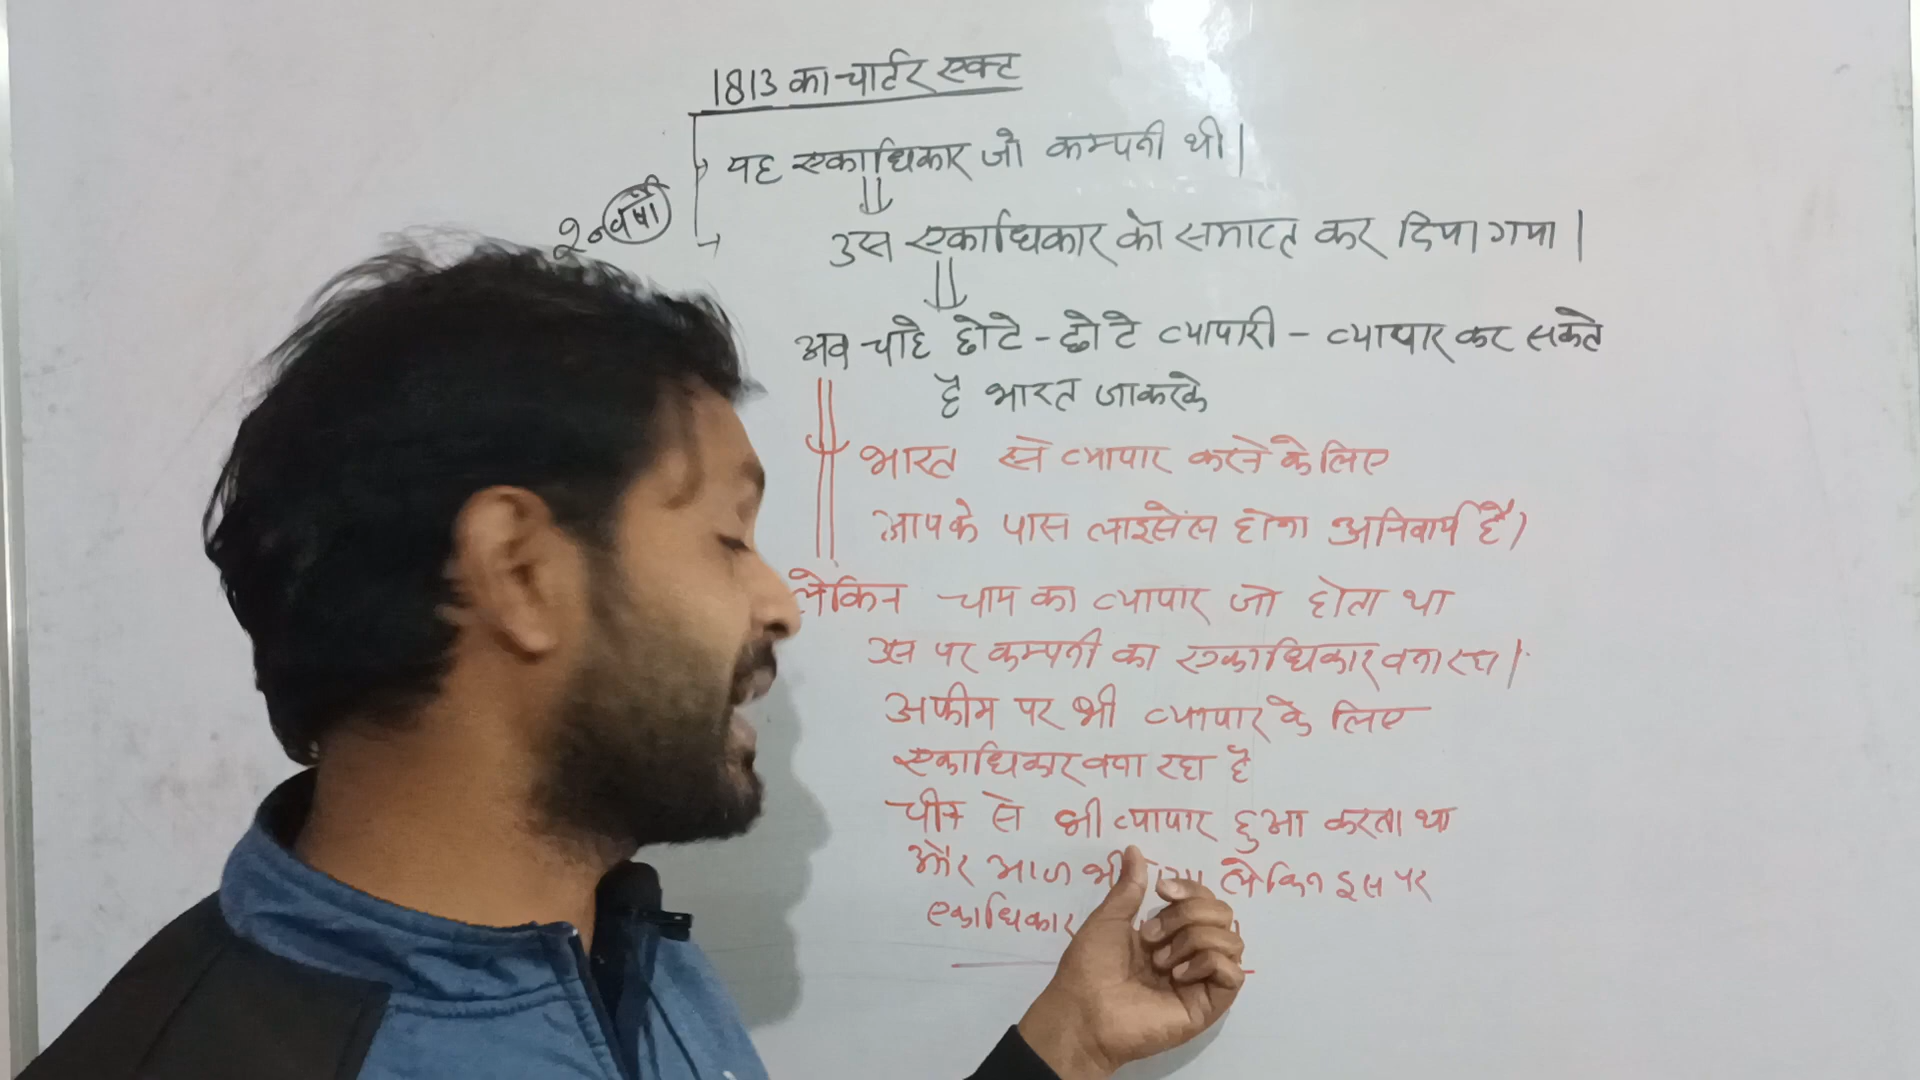 1813 का चार्टर एक्ट
यह एकाधिकार जो कम्पनी थी।
20 वर्षो
उस एकाधिकार को समाप्त कर दिया गया।
अब चाहे छोटे-छोटे व्यापारी - व्यापार कर सकते
है भारत जाकरके
भारत से व्यापार करने के लिए
आपके पास लाइसेंस होना अनिवार्य है।
लेकिन चाय का व्यापार जो होता था
उस पर कम्पनी का एकाधिकार बना रहा।
अफीम पर भी व्यापार के लिए
एकाधिकार बना रहा है
चीन से भी व्यापार हुआ करता था
और आज भी लेकिन इस पर
एकाधिकार